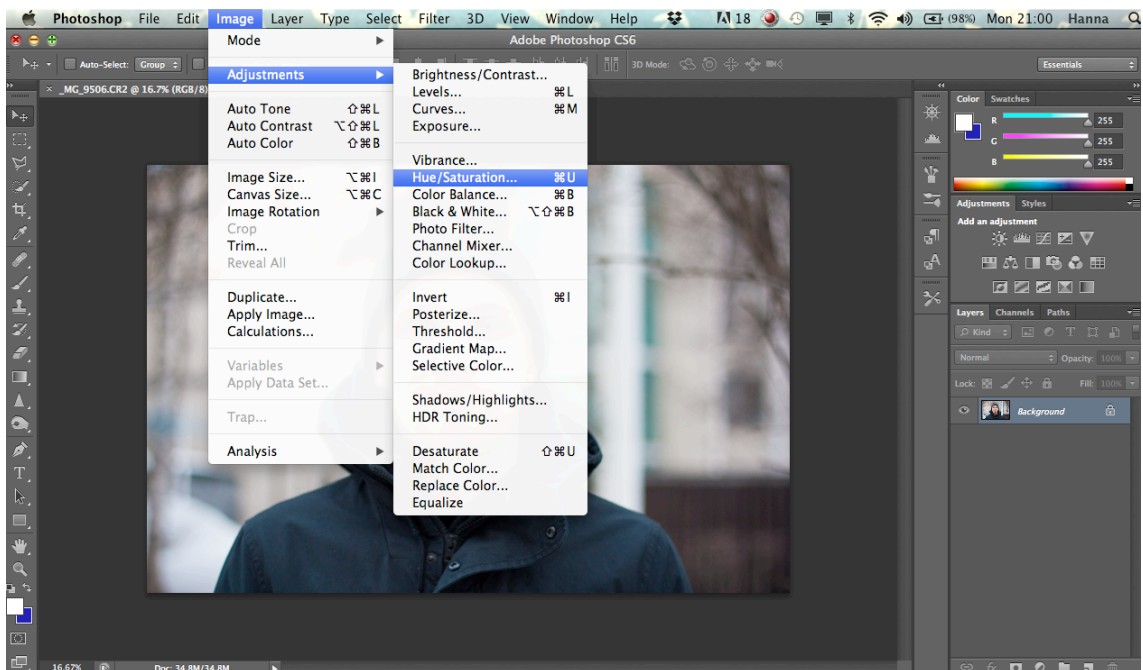 Photoshop File Edit Image Layer Type Select Filter 3D View Window Help 18 (98%) Mon 21:00 Hanna
Adobe Photoshop CS6
Auto-Select: Group 3D Mode: Essentials
_MG_9506.CR2 @ 16.7% (RGB/8)
Mode
Adjustments
Auto Tone ⇧⌘L
Auto Contrast ⌥⇧⌘L
Auto Color ⇧⌘B
Image Size... ⌥⌘I
Canvas Size... ⌥⌘C
Image Rotation
Crop
Trim...
Reveal All
Duplicate...
Apply Image...
Calculations...
Variables
Apply Data Set...
Trap...
Analysis
Brightness/Contrast...
Levels... ⌘L
Curves... ⌘M
Exposure...
Vibrance...
Hue/Saturation... ⌘U
Color Balance... ⌘B
Black & White... ⌥⇧⌘B
Photo Filter...
Channel Mixer...
Color Lookup...
Invert ⌘I
Posterize...
Threshold...
Gradient Map...
Selective Color...
Shadows/Highlights...
HDR Toning...
Desaturate ⇧⌘U
Match Color...
Replace Color...
Equalize
Color Swatches
R 255
G 255
B 255
Adjustments Styles
Add an adjustment
Layers Channels Paths
Kind
Normal Opacity: 100%
Lock: Fill: 100%
Background
16.67% Doc: 34.8M/34.8M